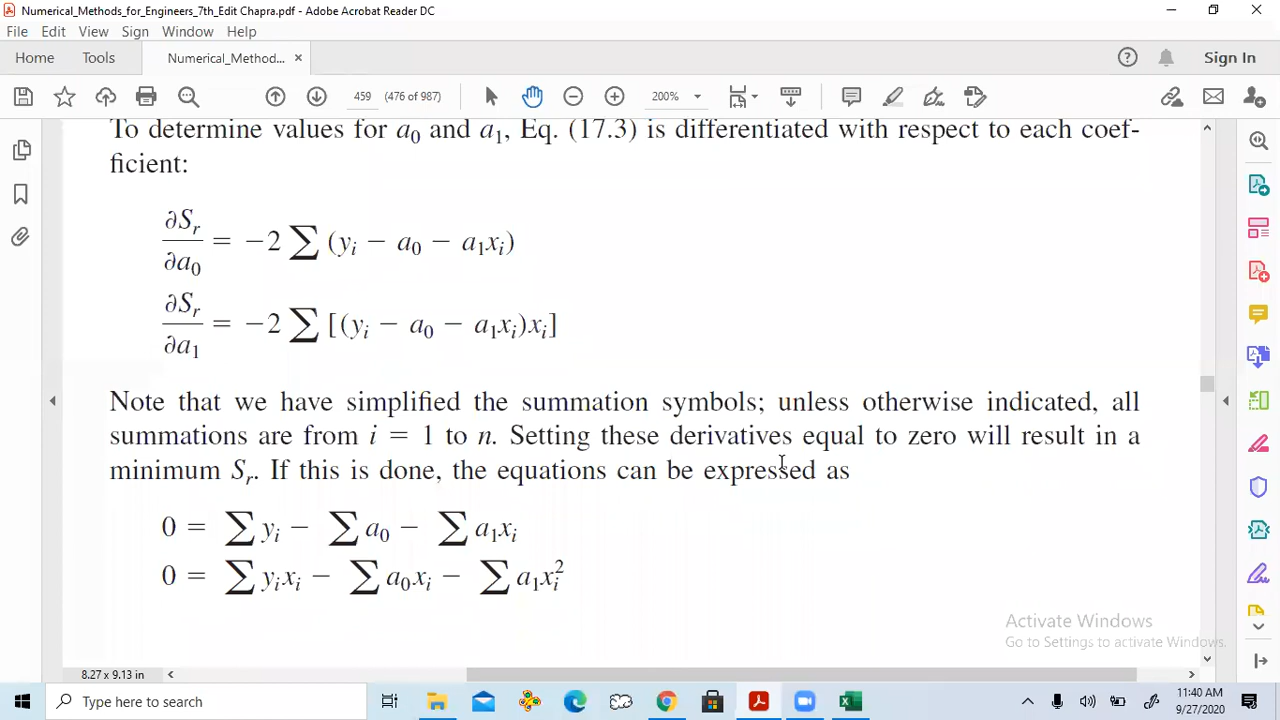 Numerical_Methods_for_Engineers_7th_Edit Chapra.pdf - Adobe Acrobat Reader DC
File Edit View Sign Window Help
Home Tools Numerical_Method... × Sign In
459 (476 of 987) 200%
To determine values for a₀ and a₁, Eq. (17.3) is differentiated with respect to each coef-
ficient:
∂Sᵣ/∂a₀ = −2 ∑ (yᵢ − a₀ − a₁xᵢ)
∂Sᵣ/∂a₁ = −2 ∑ [(yᵢ − a₀ − a₁xᵢ)xᵢ]
Note that we have simplified the summation symbols; unless otherwise indicated, all
summations are from i = 1 to n. Setting these derivatives equal to zero will result in a
minimum Sᵣ. If this is done, the equations can be expressed as
0 = ∑ yᵢ − ∑ a₀ − ∑ a₁xᵢ
0 = ∑ yᵢxᵢ − ∑ a₀xᵢ − ∑ a₁xᵢ²
Activate Windows
Go to Settings to activate Windows.
8.27 x 9.13 in
Type here to search
11:40 AM
9/27/2020